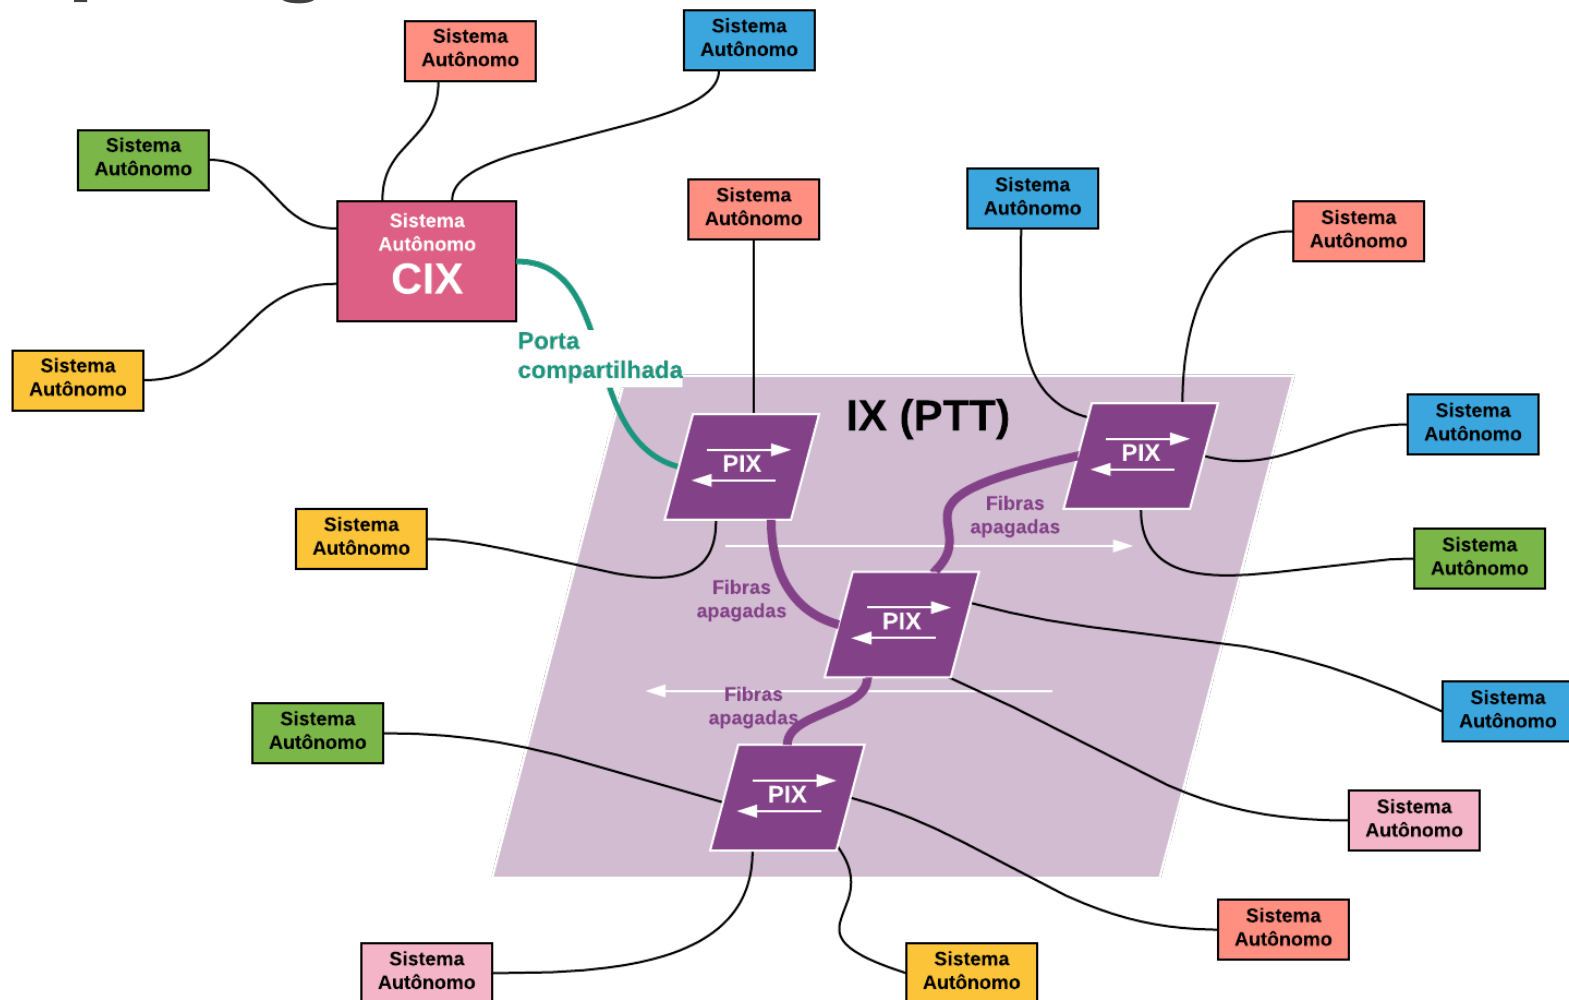 Sistema
Autônomo
Sistema
Autônomo
Sistema
Autônomo
Sistema
Autônomo
Sistema
Autônomo
Sistema
Autônomo
Sistema
Autônomo
CIX
Porta
compartilhada
Sistema
Autônomo
IX (PTT)
Sistema
Autônomo
PIX
PIX
Fibras
apagadas
Sistema
Autônomo
Sistema
Autônomo
Fibras
apagadas
PIX
Fibras
apagadas
Sistema
Autônomo
Sistema
Autônomo
PIX
Sistema
Autônomo
Sistema
Autônomo
Sistema
Autônomo
Sistema
Autônomo